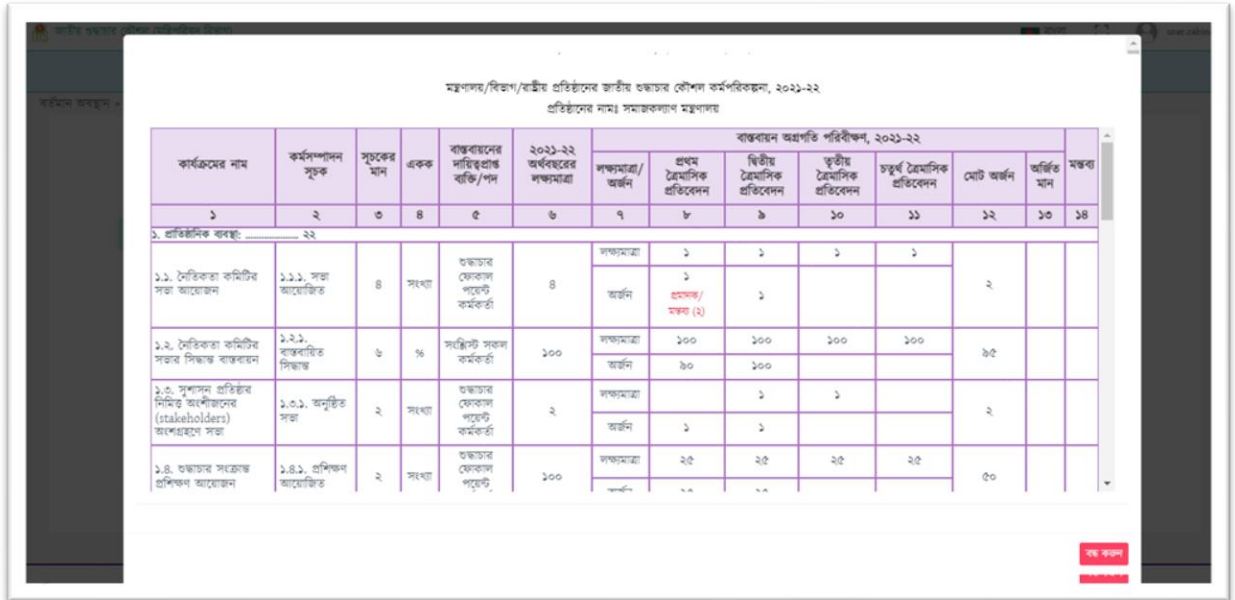 জাতীয় শুদ্ধাচার কৌশল (মন্ত্রিপরিষদ বিভাগ)
বাংলা
বর্তমান অবস্থান
মন্ত্রণালয়/বিভাগ/রাষ্ট্রীয় প্রতিষ্ঠানের জাতীয় শুদ্ধাচার কৌশল কর্মপরিকল্পনা, ২০২১-২২
প্রতিষ্ঠানের নামঃ সমাজকল্যাণ মন্ত্রণালয়
কার্যক্রমের নাম
কর্মসম্পাদন
সূচক
সূচকের
মান
একক
বাস্তবায়নের
দায়িত্বপ্রাপ্ত
ব্যক্তি/পদ
২০২১-২২
অর্থবছরের
লক্ষ্যমাত্রা
বাস্তবায়ন অগ্রগতি পরিবীক্ষণ, ২০২১-২২
লক্ষ্যমাত্রা/
অর্জন
প্রথম
ত্রৈমাসিক
প্রতিবেদন
দ্বিতীয়
ত্রৈমাসিক
প্রতিবেদন
তৃতীয়
ত্রৈমাসিক
প্রতিবেদন
চতুর্থ ত্রৈমাসিক
প্রতিবেদন
মোট অর্জন
অর্জিত
মান
মন্তব্য
১ ২ ৩ ৪ ৫ ৬ ৭ ৮ ৯ ১০ ১১ ১২ ১৩ ১৪
১. প্রাতিষ্ঠানিক ব্যবস্থা: ........................ ২২
১.১. নৈতিকতা কমিটির
সভা আয়োজন
১.১.১. সভা
আয়োজিত
৪
সংখ্যা
শুদ্ধাচার
ফোকাল
পয়েন্ট
কর্মকর্তা
৪
লক্ষ্যমাত্রা ১ ১ ১ ১
অর্জন
১
প্রমানক/
মন্তব্য (২)
১
২
১.২. নৈতিকতা কমিটির
সভার সিদ্ধান্ত বাস্তবায়ন
১.২.১.
বাস্তবায়িত
সিদ্ধান্ত
৬
%
সংশ্লিস্ট সকল
কর্মকর্তা
১০০
লক্ষ্যমাত্রা ১০০ ১০০ ১০০ ১০০
অর্জন ৯০ ১০০
৯৫
১.৩. সুশাসন প্রতিষ্ঠার
নিমিত্ত অংশীজনের
(stakeholders)
অংশগ্রহণে সভা
১.৩.১. অনুষ্ঠিত
সভা
২
সংখ্যা
শুদ্ধাচার
ফোকাল
পয়েন্ট
কর্মকর্তা
২
লক্ষ্যমাত্রা ১ ১
অর্জন ১ ১
২
১.৪. শুদ্ধাচার সংক্রান্ত
প্রশিক্ষণ আয়োজন
১.৪.১. প্রশিক্ষণ
আয়োজিত
২
সংখ্যা
শুদ্ধাচার
ফোকাল
পয়েন্ট
১০০
লক্ষ্যমাত্রা ২৫ ২৫ ২৫ ২৫
৫০
বন্ধ করুন